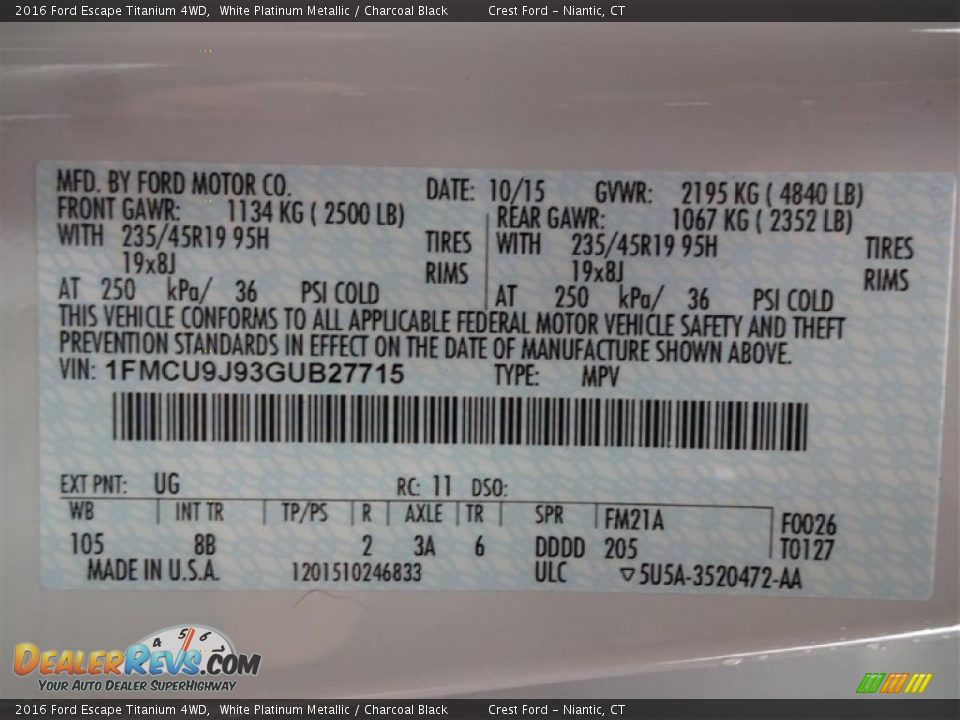 2016 Ford Escape Titanium 4WD, White Platinum Metallic / Charcoal Black Crest Ford - Niantic, CT
MFD. BY FORD MOTOR CO. DATE: 10/15 GVWR: 2195 KG ( 4840 LB)
FRONT GAWR: 1134 KG ( 2500 LB) REAR GAWR: 1067 KG ( 2352 LB)
WITH 235/45R19 95H TIRES WITH 235/45R19 95H TIRES
19x8J RIMS 19x8J RIMS
AT 250 kPa/ 36 PSI COLD AT 250 kPa/ 36 PSI COLD
THIS VEHICLE CONFORMS TO ALL APPLICABLE FEDERAL MOTOR VEHICLE SAFETY AND THEFT
PREVENTION STANDARDS IN EFFECT ON THE DATE OF MANUFACTURE SHOWN ABOVE.
VIN: 1FMCU9J93GUB27715 TYPE: MPV
EXT PNT: UG RC: 11 DSO:
WB INT TR TP/PS R AXLE TR SPR FM21A F0026
105 8B 2 3A 6 DDDD 205 T0127
MADE IN U.S.A. 1201510246833 ULC ▽5U5A-3520472-AA
4 5 6 7
DEALERREVS.COM
YOUR AUTO DEALER SUPERHIGHWAY
2016 Ford Escape Titanium 4WD, White Platinum Metallic / Charcoal Black Crest Ford - Niantic, CT